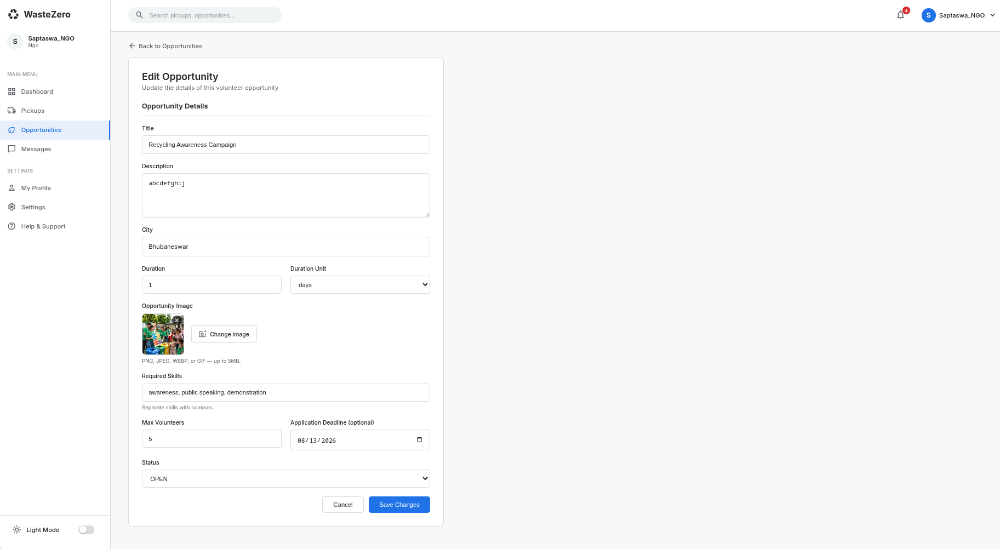 WasteZero
Search pickups, opportunities...
4
S
Saptaswa_NGO
S
Saptaswa_NGO
Ngo
MAIN MENU
Dashboard
Pickups
Opportunities
Messages
SETTINGS
My Profile
Settings
Help & Support
Light Mode
Back to Opportunities
Edit Opportunity
Update the details of this volunteer opportunity
Opportunity Details
Title
Recycling Awareness Campaign
Description
abcdefghij
City
Bhubaneswar
Duration
Duration Unit
1
days
Opportunity Image
Change image
PNG, JPEG, WEBP, or GIF — up to 5MB.
Required Skills
awareness, public speaking, demonstration
Separate skills with commas.
Max Volunteers
Application Deadline (optional)
5
08/13/2026
Status
OPEN
Cancel
Save Changes